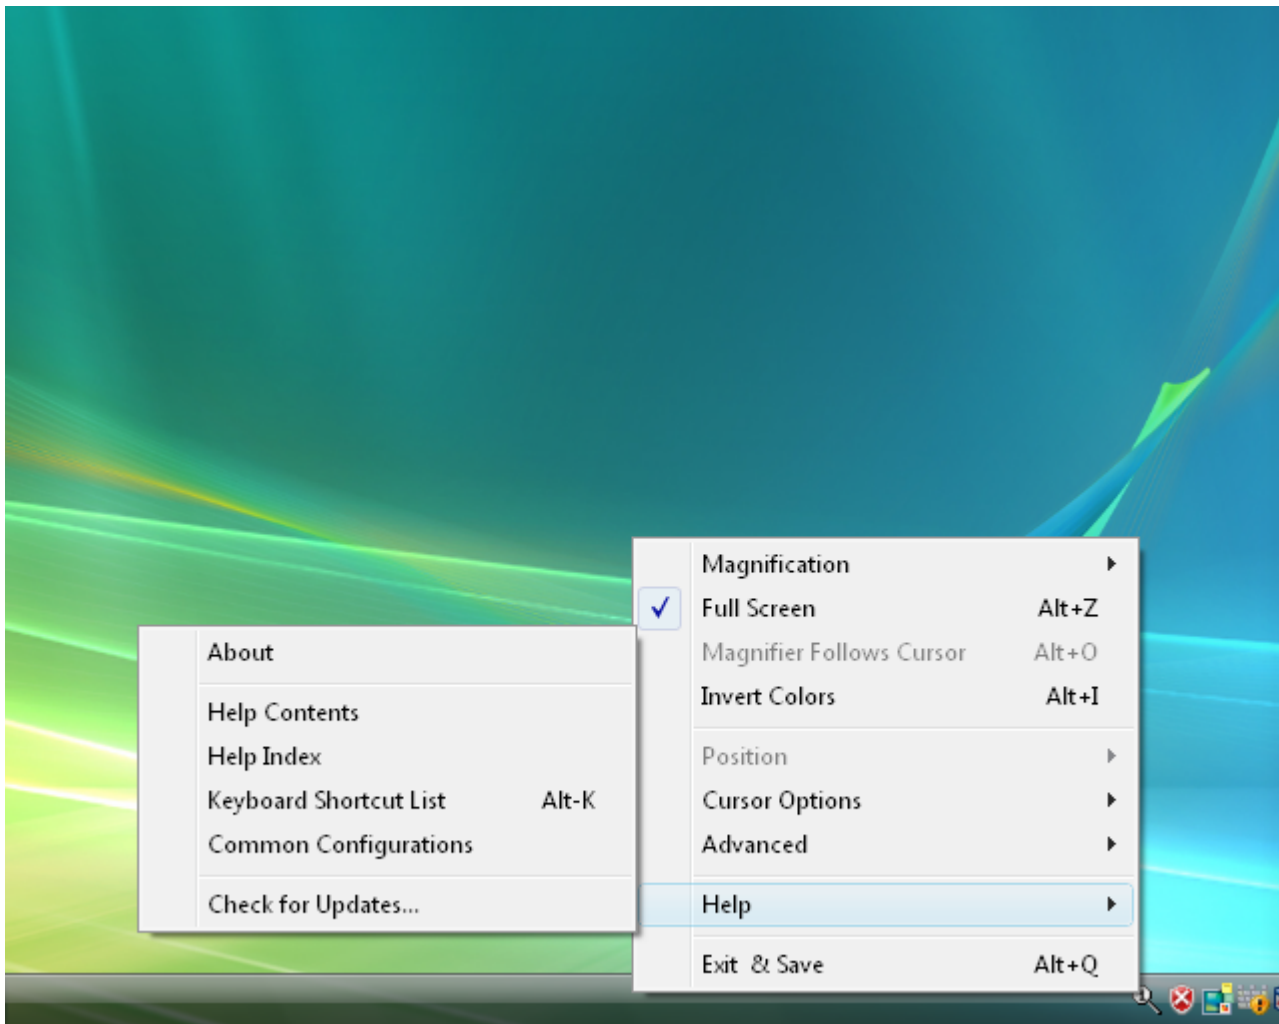 Magnification
Full Screen Alt+Z
Magnifier Follows Cursor Alt+O
Invert Colors Alt+I
Position
Cursor Options
Advanced
Help
Exit & Save Alt+Q
About
Help Contents
Help Index
Keyboard Shortcut List Alt-K
Common Configurations
Check for Updates...